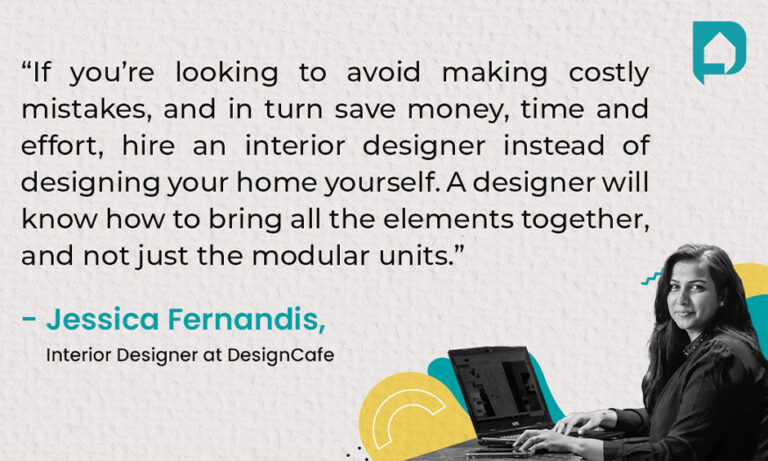 “If you’re looking to avoid making costly
mistakes, and in turn save money, time and
effort, hire an interior designer instead of
designing your home yourself. A designer will
know how to bring all the elements together,
and not just the modular units.”
- Jessica Fernandis,
Interior Designer at DesignCafe